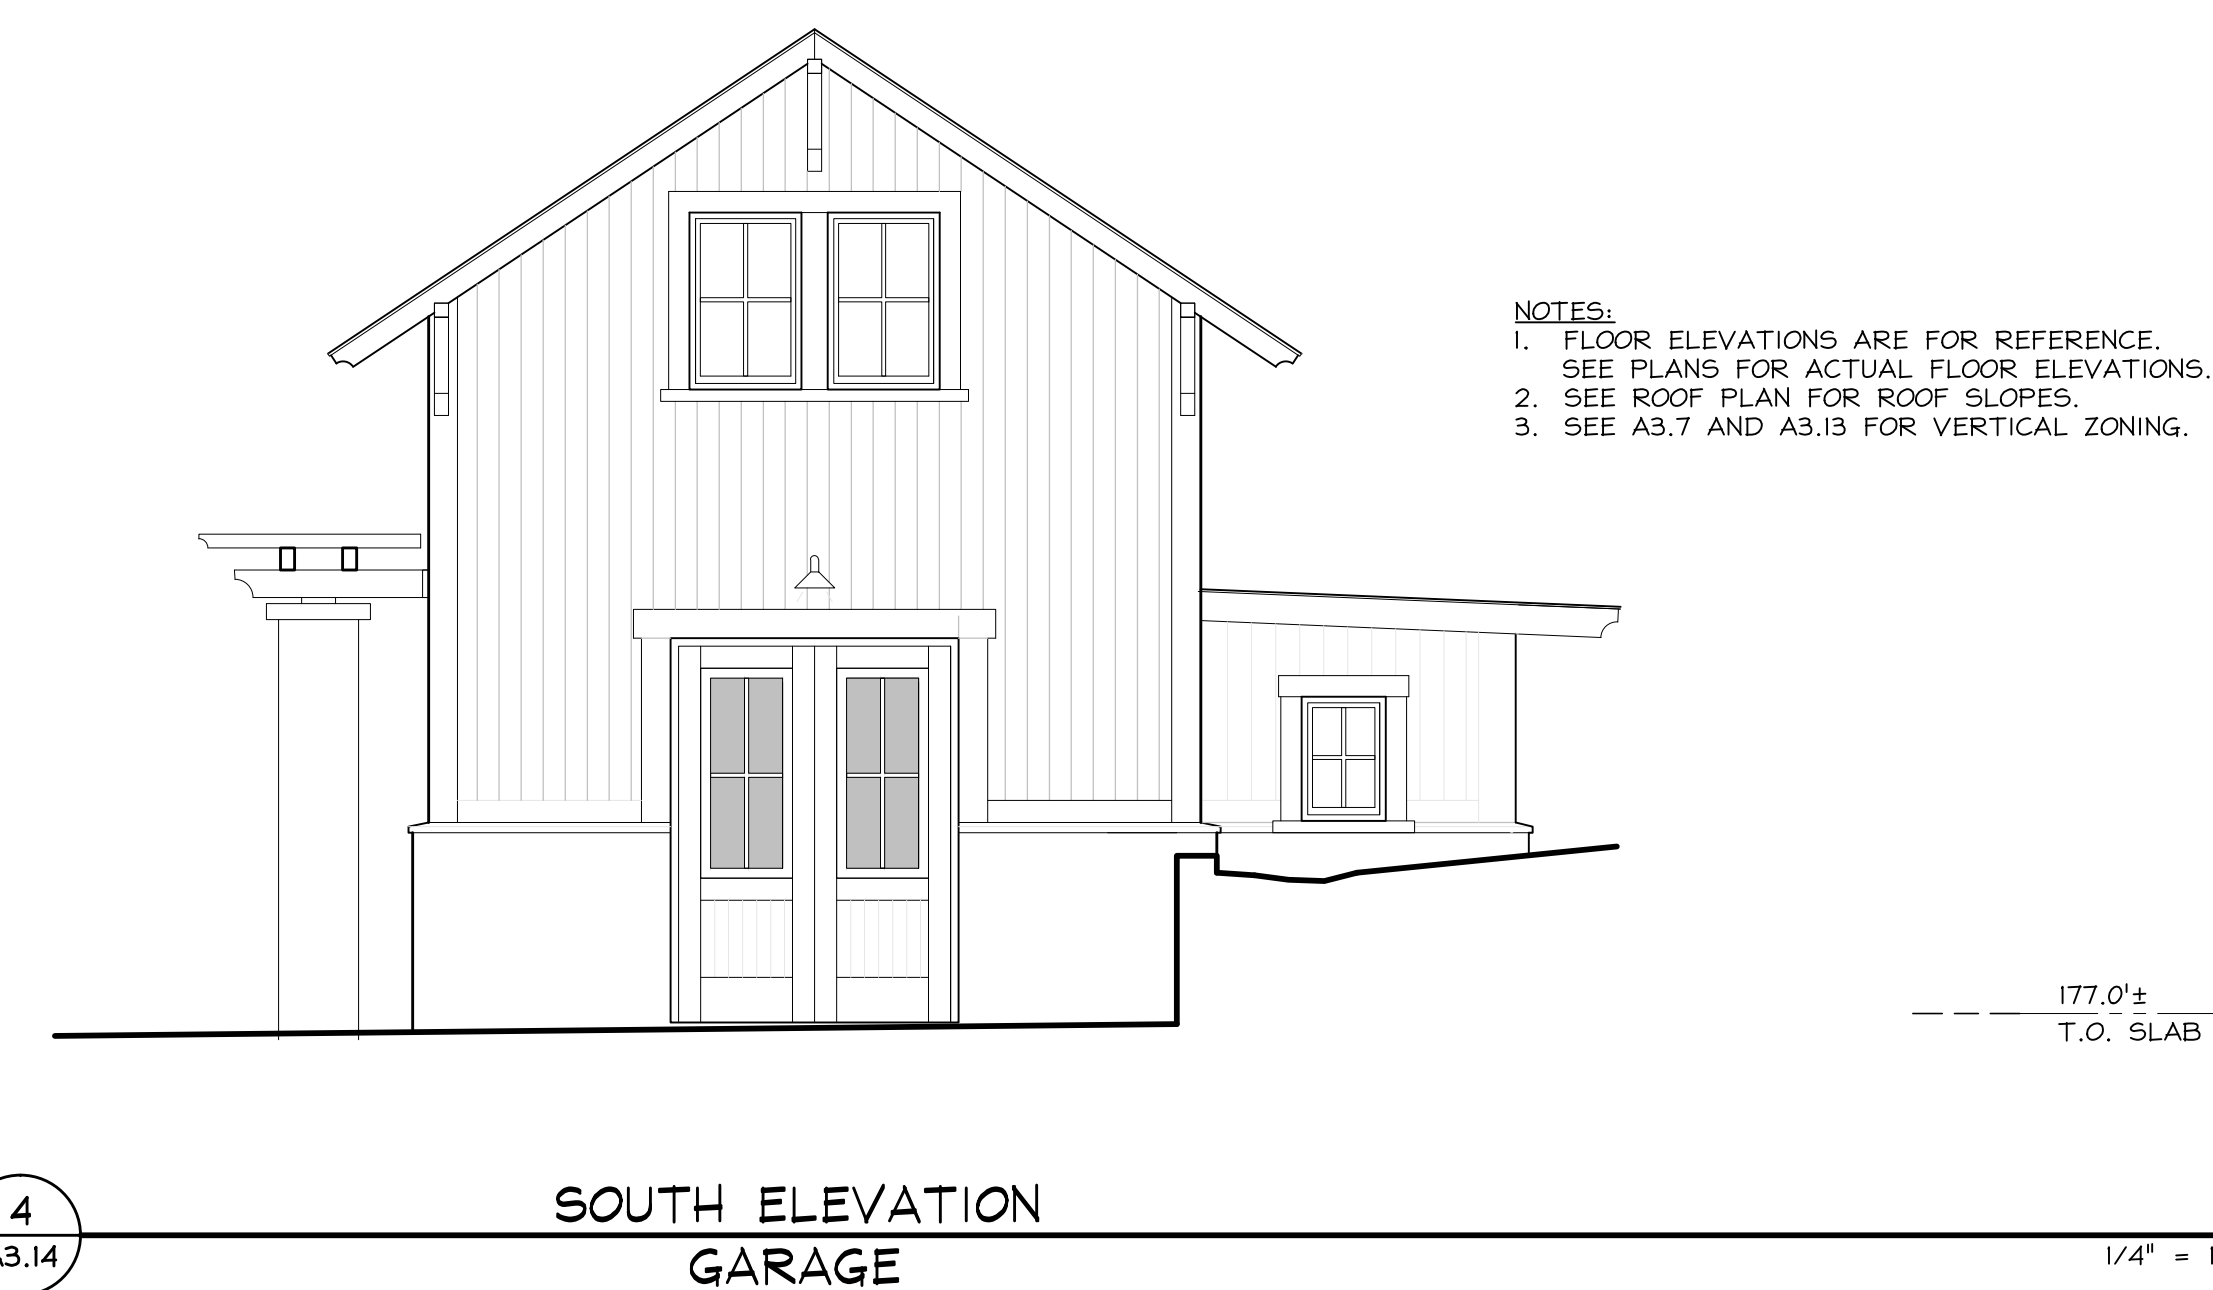 NOTES:
1. FLOOR ELEVATIONS ARE FOR REFERENCE.
SEE PLANS FOR ACTUAL FLOOR ELEVATIONS.
2. SEE ROOF PLAN FOR ROOF SLOPES.
3. SEE A3.7 AND A3.13 FOR VERTICAL ZONING.
177.0'±
T.O. SLAB
4
3.14
SOUTH ELEVATION
GARAGE
1/4" =